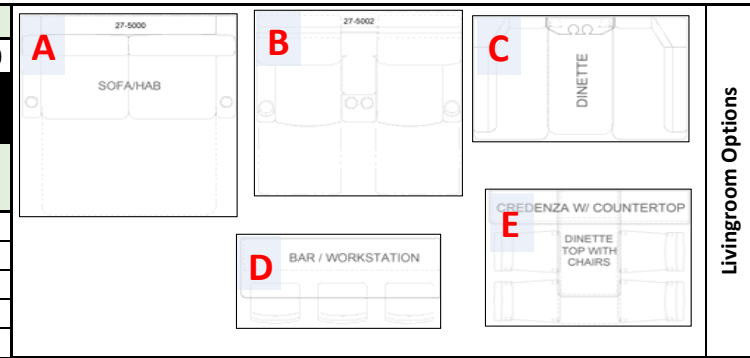 A
27-5000
SOFA/HAB
B
27-5002
C
DINETTE
D
BAR / WORKSTATION
E
CREDENZA W/ COUNTERTOP
DINETTE
TOP WITH
CHAIRS
Livingroom Options